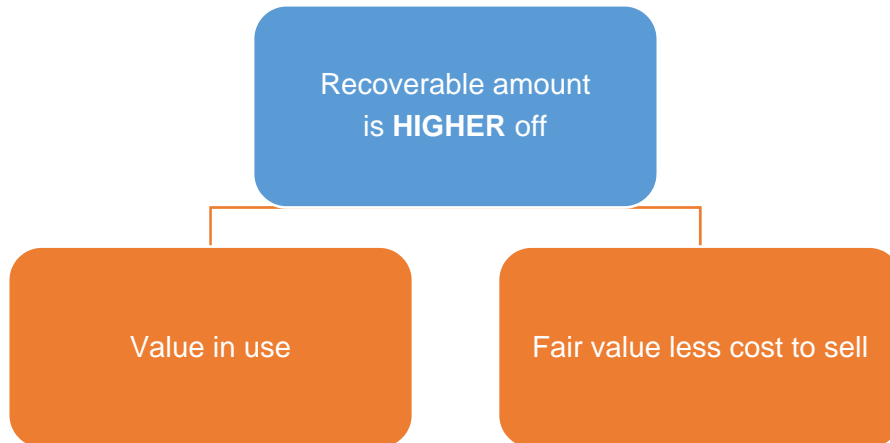 Recoverable amount
is HIGHER off
Value in use
Fair value less cost to sell